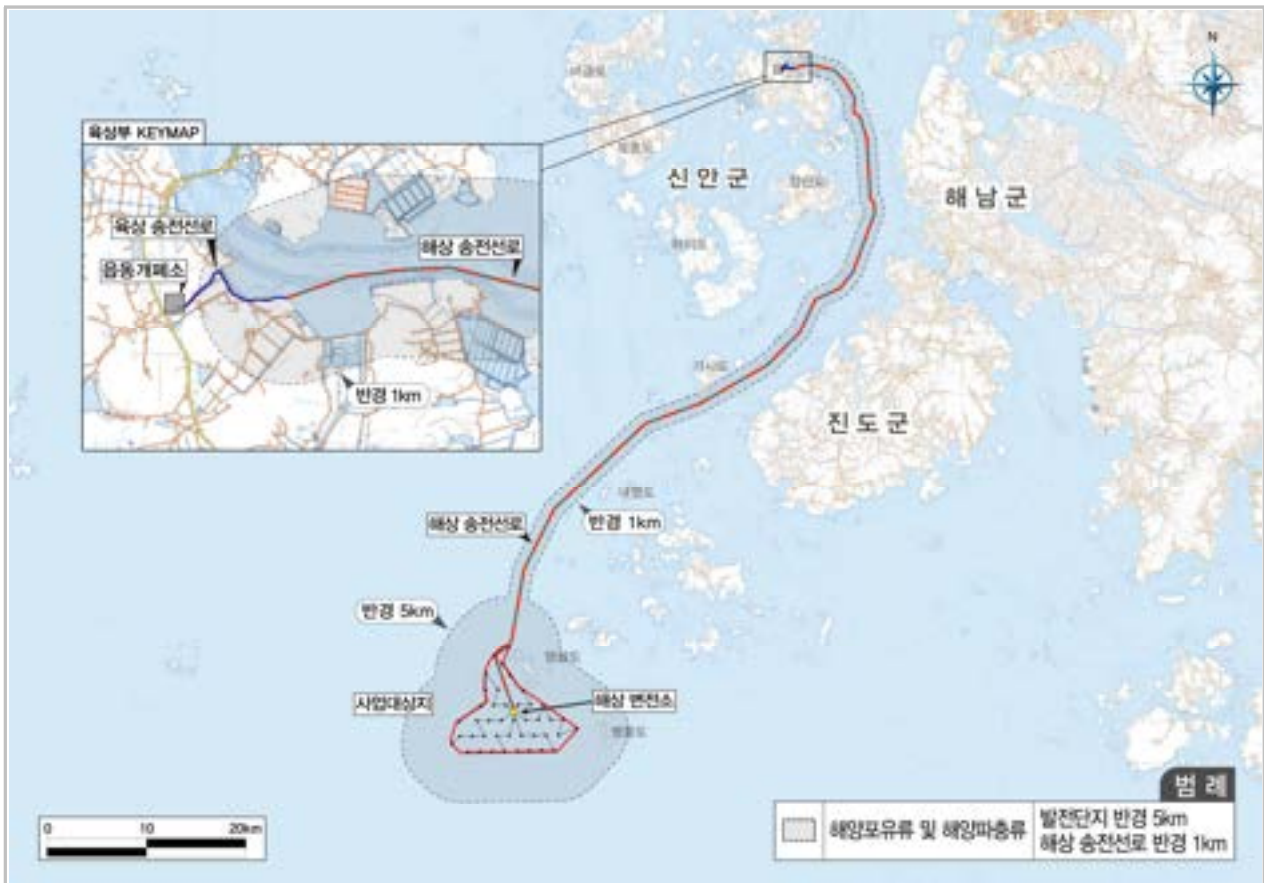 N
육상부 KEYMAP
육상 송전선로
읍동개폐소
해상 송전선로
반경 1km
신안군
해남군
진도군
해상 송전선로
반경 1km
반경 5km
사업대상지
해상 변전소
범례
해양포유류 및 해양파충류
발전단지 반경 5km
해상 송전선로 반경 1km
0 10 20km